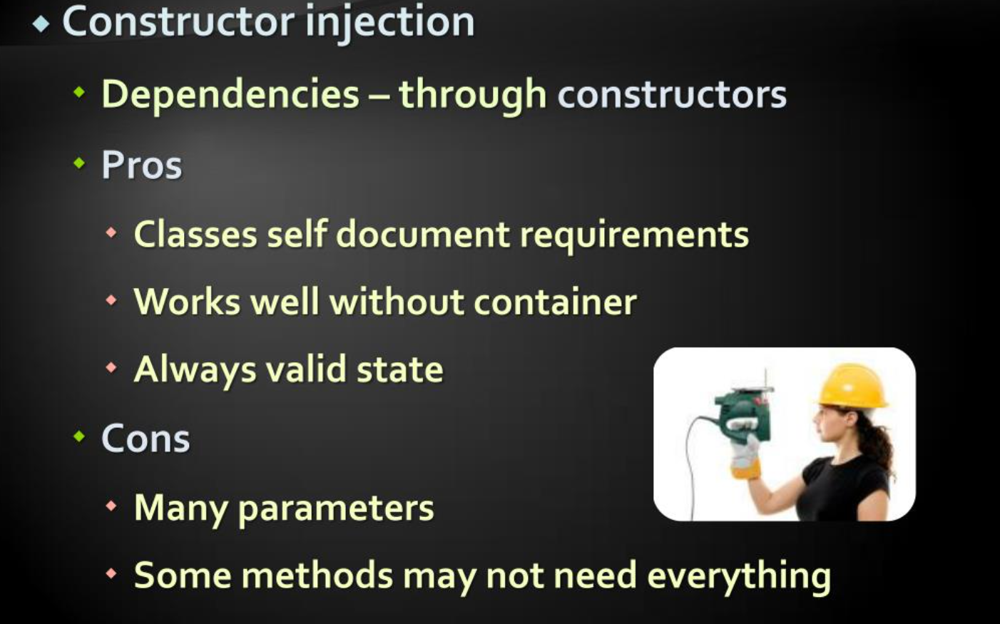 Constructor injection
Dependencies – through constructors
Pros
Classes self document requirements
Works well without container
Always valid state
Cons
Many parameters
Some methods may not need everything